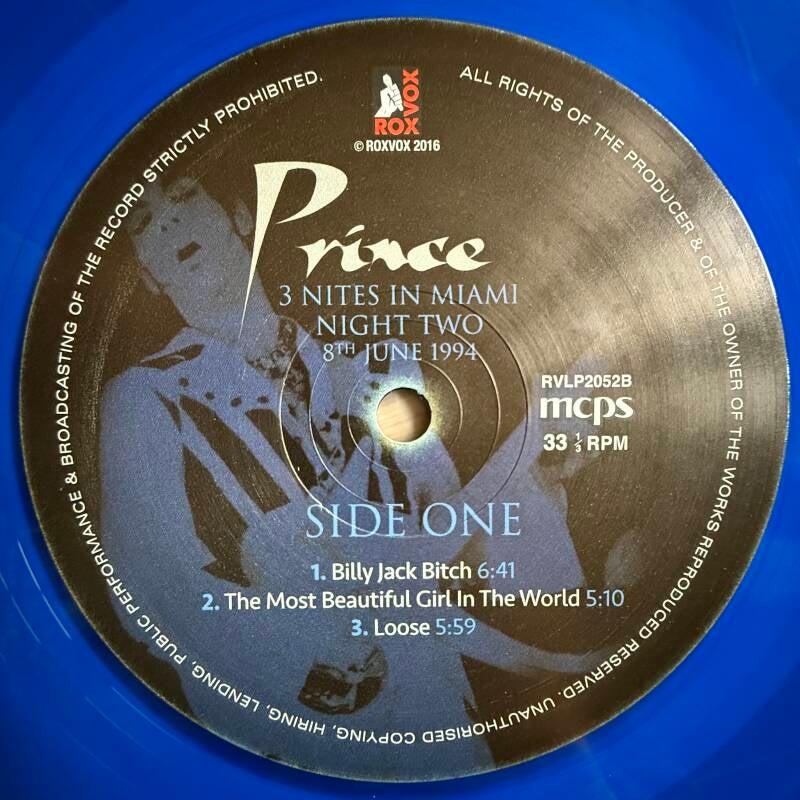 ROX VOX
© ROXVOX 2016
Prince
3 NITES IN MIAMI
NIGHT TWO
8TH JUNE 1994
RVLP2052B
mcps
33 1/3 RPM
SIDE ONE
1. Billy Jack Bitch 6:41
2. The Most Beautiful Girl In The World 5:10
3. Loose 5:59
ALL RIGHTS OF THE PRODUCER & OF THE OWNER OF THE WORKS REPRODUCED RESERVED. UNAUTHORISED COPYING, HIRING, LENDING, PUBLIC PERFORMANCE & BROADCASTING OF THE RECORD STRICTLY PROHIBITED.